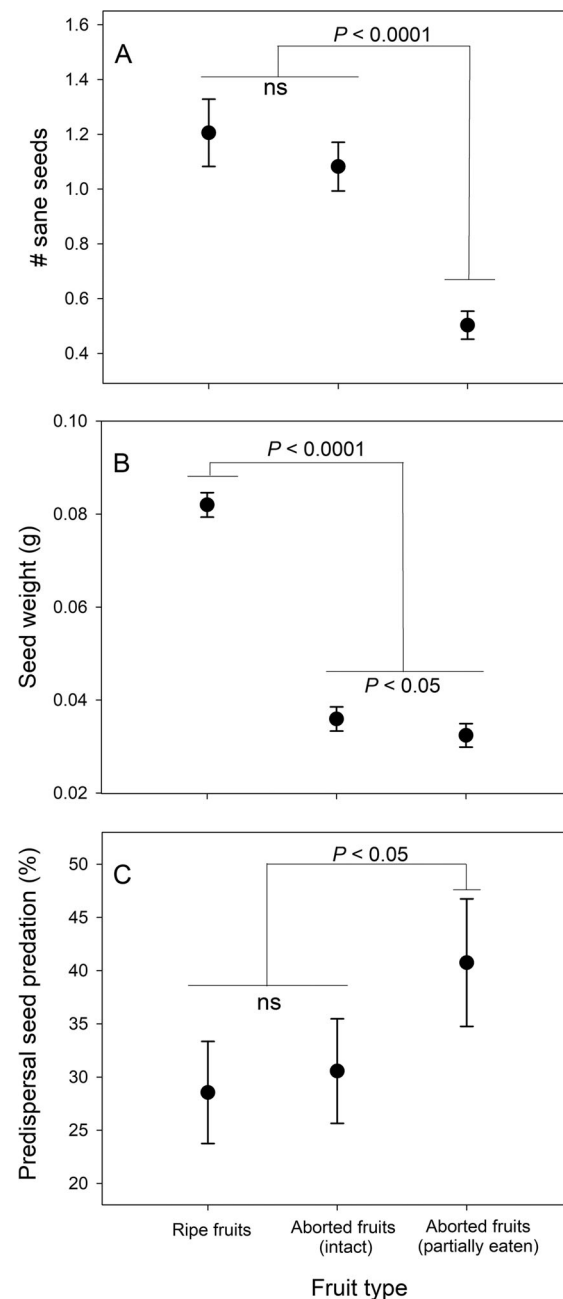 A
P < 0.0001
ns
# sane seeds
1.6
1.4
1.2
1.0
0.8
0.6
0.4
B
P < 0.0001
P < 0.05
Seed weight (g)
0.10
0.08
0.06
0.04
0.02
C
P < 0.05
ns
Predispersal seed predation (%)
50
45
40
35
30
25
20
Ripe fruits
Aborted fruits
(intact)
Aborted fruits
(partially eaten)
Fruit type